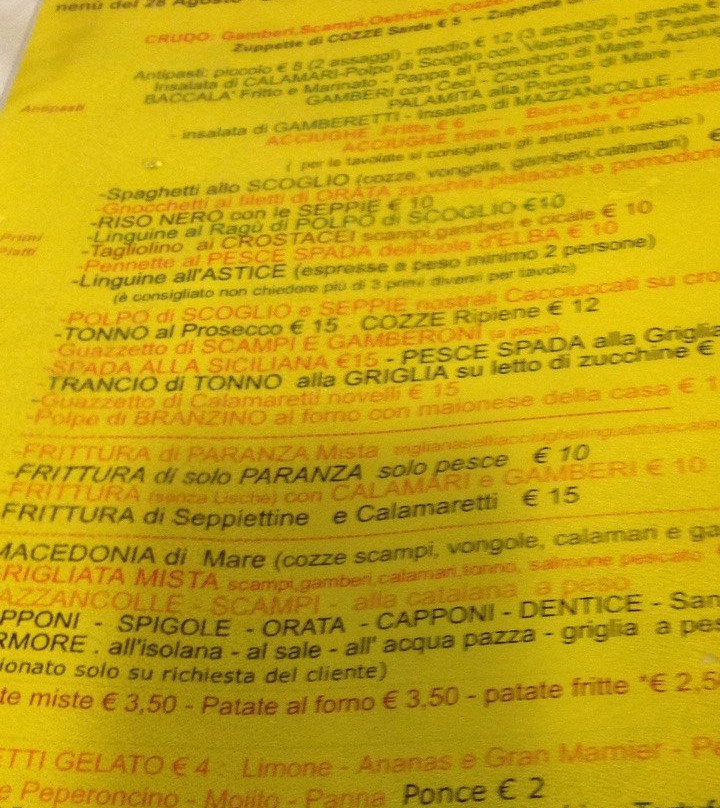 menù del 28 Agosto
CRUDO: Gamberi,Scampi,Ostriche,Cozze
Zuppette di COZZE Sarde € 5 - Zuppette
Antipasti: piccolo € 8 (2 assaggi) - medio € 12 (3 assaggi) - grande €
Insalata di CALAMARI-Polpo di Scoglio con Verdure o con Patate
BACCALA' Fritto e Marinato - Pappa al Pomodoro di Mare - Acciug
GAMBERI con Ceci - Cous Cous di Mare -
Antipasti
PALAMITA alla Povera
- insalata di GAMBERETTI - Insalata di MAZZANCOLLE - Far
ACCIUGHE Fritte € 6 Burro e ACCIUGHE
ACCIUGHE fritte e marinate €7
( per le tavolate si consigliano gli antipasti in vassoio )
-Spaghetti allo SCOGLIO (cozze, vongole, gamberi,calamari) €
-Gnocchetti ai filetti di ORATA zucchini,pistacchi e pomodori
-RISO NERO con le SEPPIE € 10
-Linguine al Ragù di POLPO di SCOGLIO €10
Primi Piatti
-Tagliolino ai CROSTACEI scampi,gamberi e cicale € 10
-Pennette al PESCE SPADA dell'isola d'ELBA € 10
-Linguine all'ASTICE (espresse a peso minimo 2 persone)
(è consigliato non chiedere più di 3 primi diversi per tavolo)
-POLPO di SCOGLIO e SEPPIE nostrali Cacciuccati su cro
-TONNO al Prosecco € 15 - COZZE Ripiene € 12
-Guazzetto di SCAMPI E GAMBERONI (a peso)
-SPADA ALLA SICILIANA €15 - PESCE SPADA alla Griglia
-TRANCIO di TONNO alla GRIGLIA su letto di zucchine €
-Guazzetto di Calamaretti novelli € 15
-Polpe di BRANZINO al forno con maionese della casa € 1
-FRITTURA di PARANZA Mista
-FRITTURA di solo PARANZA solo pesce € 10
-FRITTURA (senza Lische) con CALAMARI e GAMBERI € 10
FRITTURA di Seppiettine e Calamaretti € 15
MACEDONIA di Mare (cozze scampi, vongole, calamari e ga
GRIGLIATA MISTA scampi,gamberi,calamari,tonno, salmone pescato
AZZANCOLLE - SCAMPI - alla catalana a peso
PPONI - SPIGOLE - ORATA - CAPPONI - DENTICE - San
RMORE . all'isolana - al sale - all' acqua pazza - griglia a pes
ionato solo su richiesta del cliente)
te miste € 3,50 - Patate al forno € 3,50 - patate fritte *€ 2,5
ETTI GELATO € 4 : Limone - Ananas e Gran Marnier - P
e Peperoncino - Mojito - Panna Ponce € 2